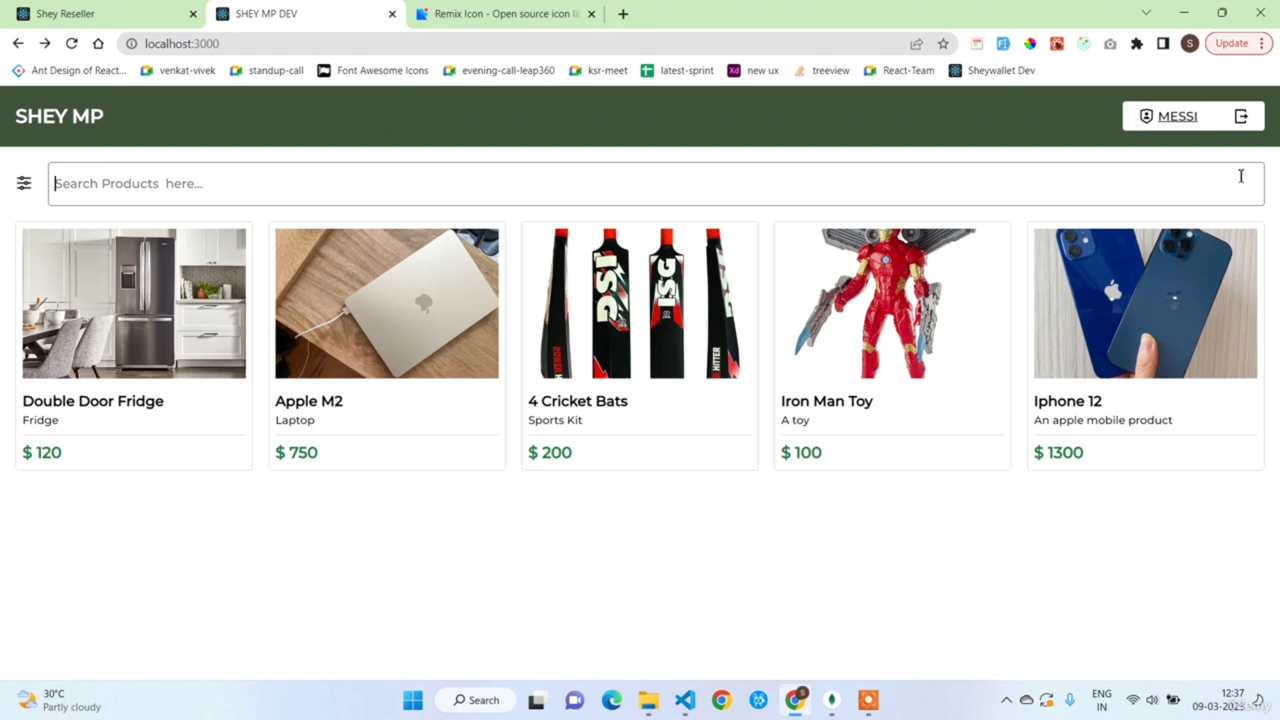 Shey Reseller
SHEY MP DEV
Remix Icon - Open source icon li
localhost:3000
Update
Ant Design of React...
venkat-vivek
standup-call
Font Awesome Icons
evening-call-leap360
ksr-meet
latest-sprint
new ux
treeview
React-Team
Sheywallet Dev
SHEY MP
MESSI
Search Products here...
DSI
ISG
HITTER
Double Door Fridge
Fridge
$ 120
Apple M2
Laptop
$ 750
4 Cricket Bats
Sports Kit
$ 200
Iron Man Toy
A toy
$ 100
Iphone 12
An apple mobile product
$ 1300
30°C
Partly cloudy
Search
ENG
IN
12:37
09-03-2023